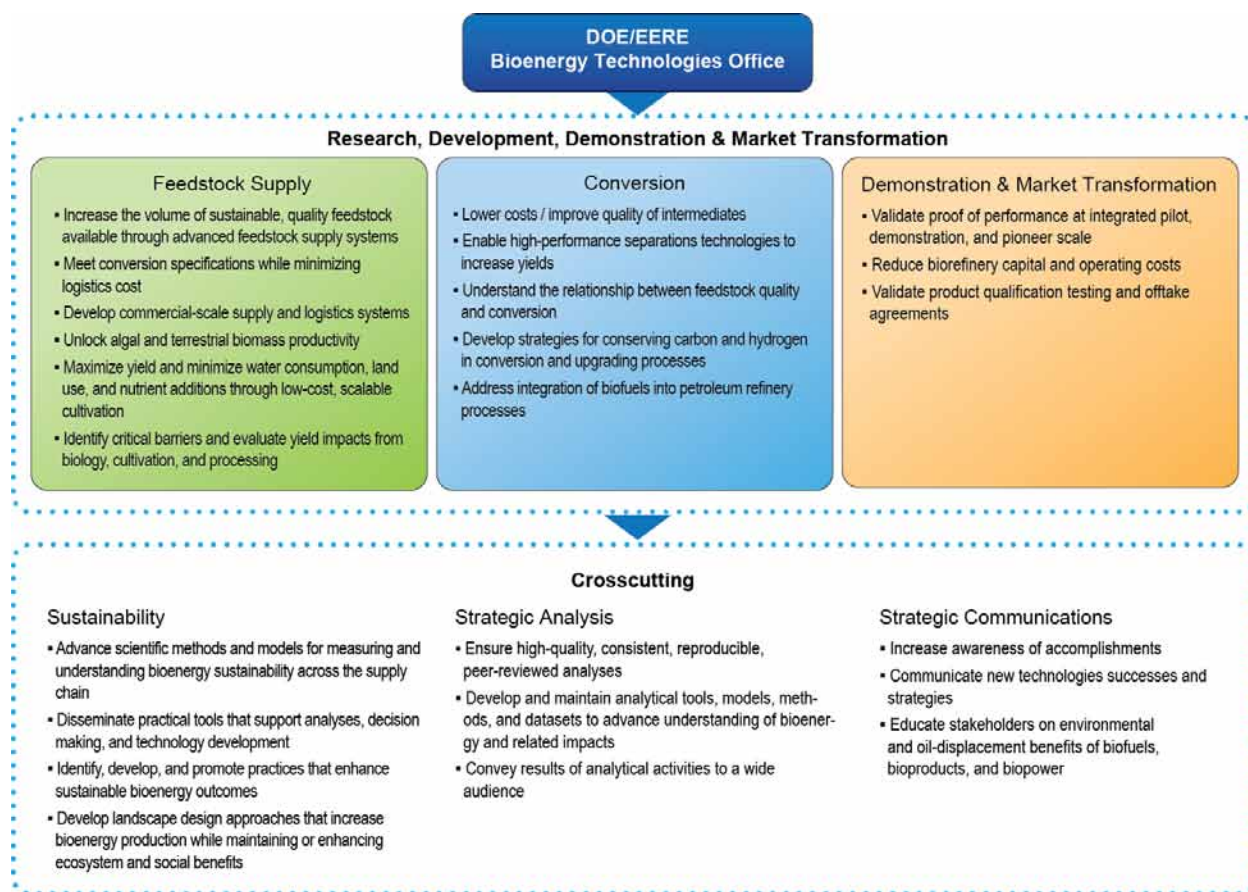 DOE/EERE
Bioenergy Technologies Office
Research, Development, Demonstration & Market Transformation
Feedstock Supply
▪ Increase the volume of sustainable, quality feedstock
available through advanced feedstock supply systems
▪ Meet conversion specifications while minimizing
logistics cost
▪ Develop commercial-scale supply and logistics systems
▪ Unlock algal and terrestrial biomass productivity
▪ Maximize yield and minimize water consumption, land
use, and nutrient additions through low-cost, scalable
cultivation
▪ Identify critical barriers and evaluate yield impacts from
biology, cultivation, and processing
Conversion
▪ Lower costs / improve quality of intermediates
▪ Enable high-performance separations technologies to
increase yields
▪ Understand the relationship between feedstock quality
and conversion
▪ Develop strategies for conserving carbon and hydrogen
in conversion and upgrading processes
▪ Address integration of biofuels into petroleum refinery
processes
Demonstration & Market Transformation
▪ Validate proof of performance at integrated pilot,
demonstration, and pioneer scale
▪ Reduce biorefinery capital and operating costs
▪ Validate product qualification testing and offtake
agreements
Crosscutting
Sustainability
▪ Advance scientific methods and models for measuring and
understanding bioenergy sustainability across the supply
chain
▪ Disseminate practical tools that support analyses, decision
making, and technology development
▪ Identify, develop, and promote practices that enhance
sustainable bioenergy outcomes
▪ Develop landscape design approaches that increase
bioenergy production while maintaining or enhancing
ecosystem and social benefits
Strategic Analysis
▪ Ensure high-quality, consistent, reproducible,
peer-reviewed analyses
▪ Develop and maintain analytical tools, models, meth-
ods, and datasets to advance understanding of bioener-
gy and related impacts
▪ Convey results of analytical activities to a wide
audience
Strategic Communications
▪ Increase awareness of accomplishments
▪ Communicate new technologies successes and
strategies
▪ Educate stakeholders on environmental
and oil-displacement benefits of biofuels,
bioproducts, and biopower